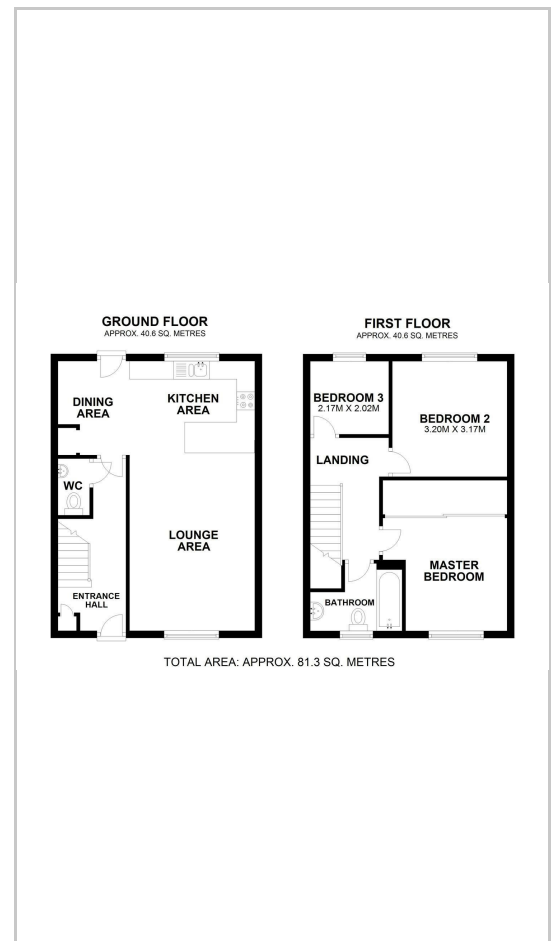 GROUND FLOOR
APPROX. 40.6 SQ. METRES
DINING
AREA
KITCHEN
AREA
WC
LOUNGE
AREA
ENTRANCE
HALL
FIRST FLOOR
APPROX. 40.6 SQ. METRES
BEDROOM 3
2.17M X 2.02M
BEDROOM 2
3.20M X 3.17M
LANDING
MASTER
BEDROOM
BATHROOM
TOTAL AREA: APPROX. 81.3 SQ. METRES